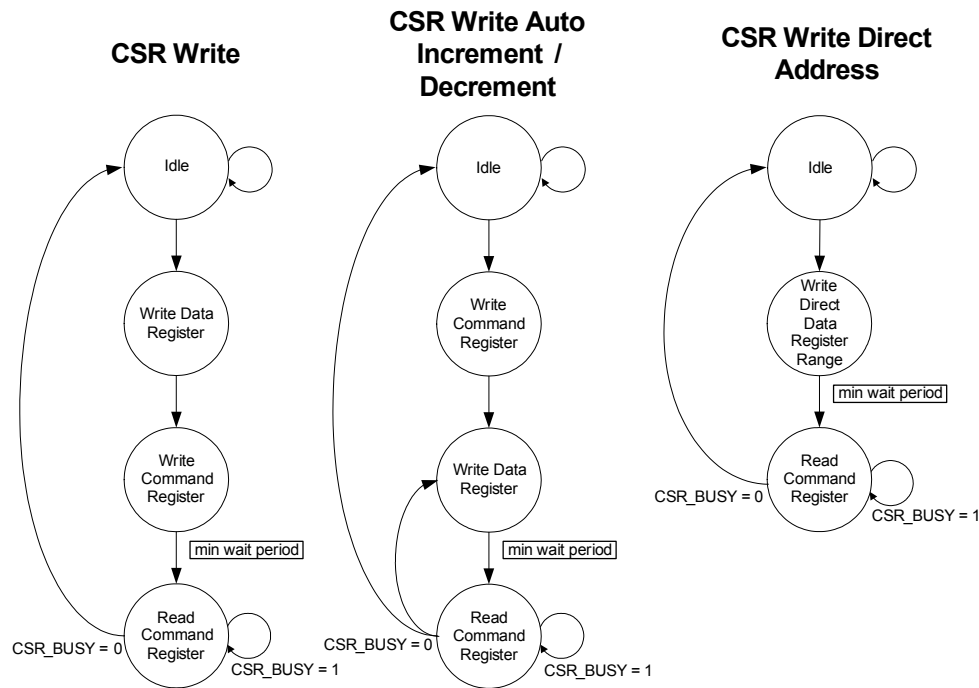 CSR Write
Idle
Write Data
Register
Write
Command
Register
min wait period
Read
Command
Register
CSR_BUSY = 0
CSR_BUSY = 1
CSR Write Auto
Increment /
Decrement
Idle
Write
Command
Register
Write Data
Register
min wait period
Read
Command
Register
CSR_BUSY = 0
CSR_BUSY = 1
CSR Write Direct
Address
Idle
Write
Direct
Data
Register
Range
min wait period
Read
Command
Register
CSR_BUSY = 0
CSR_BUSY = 1